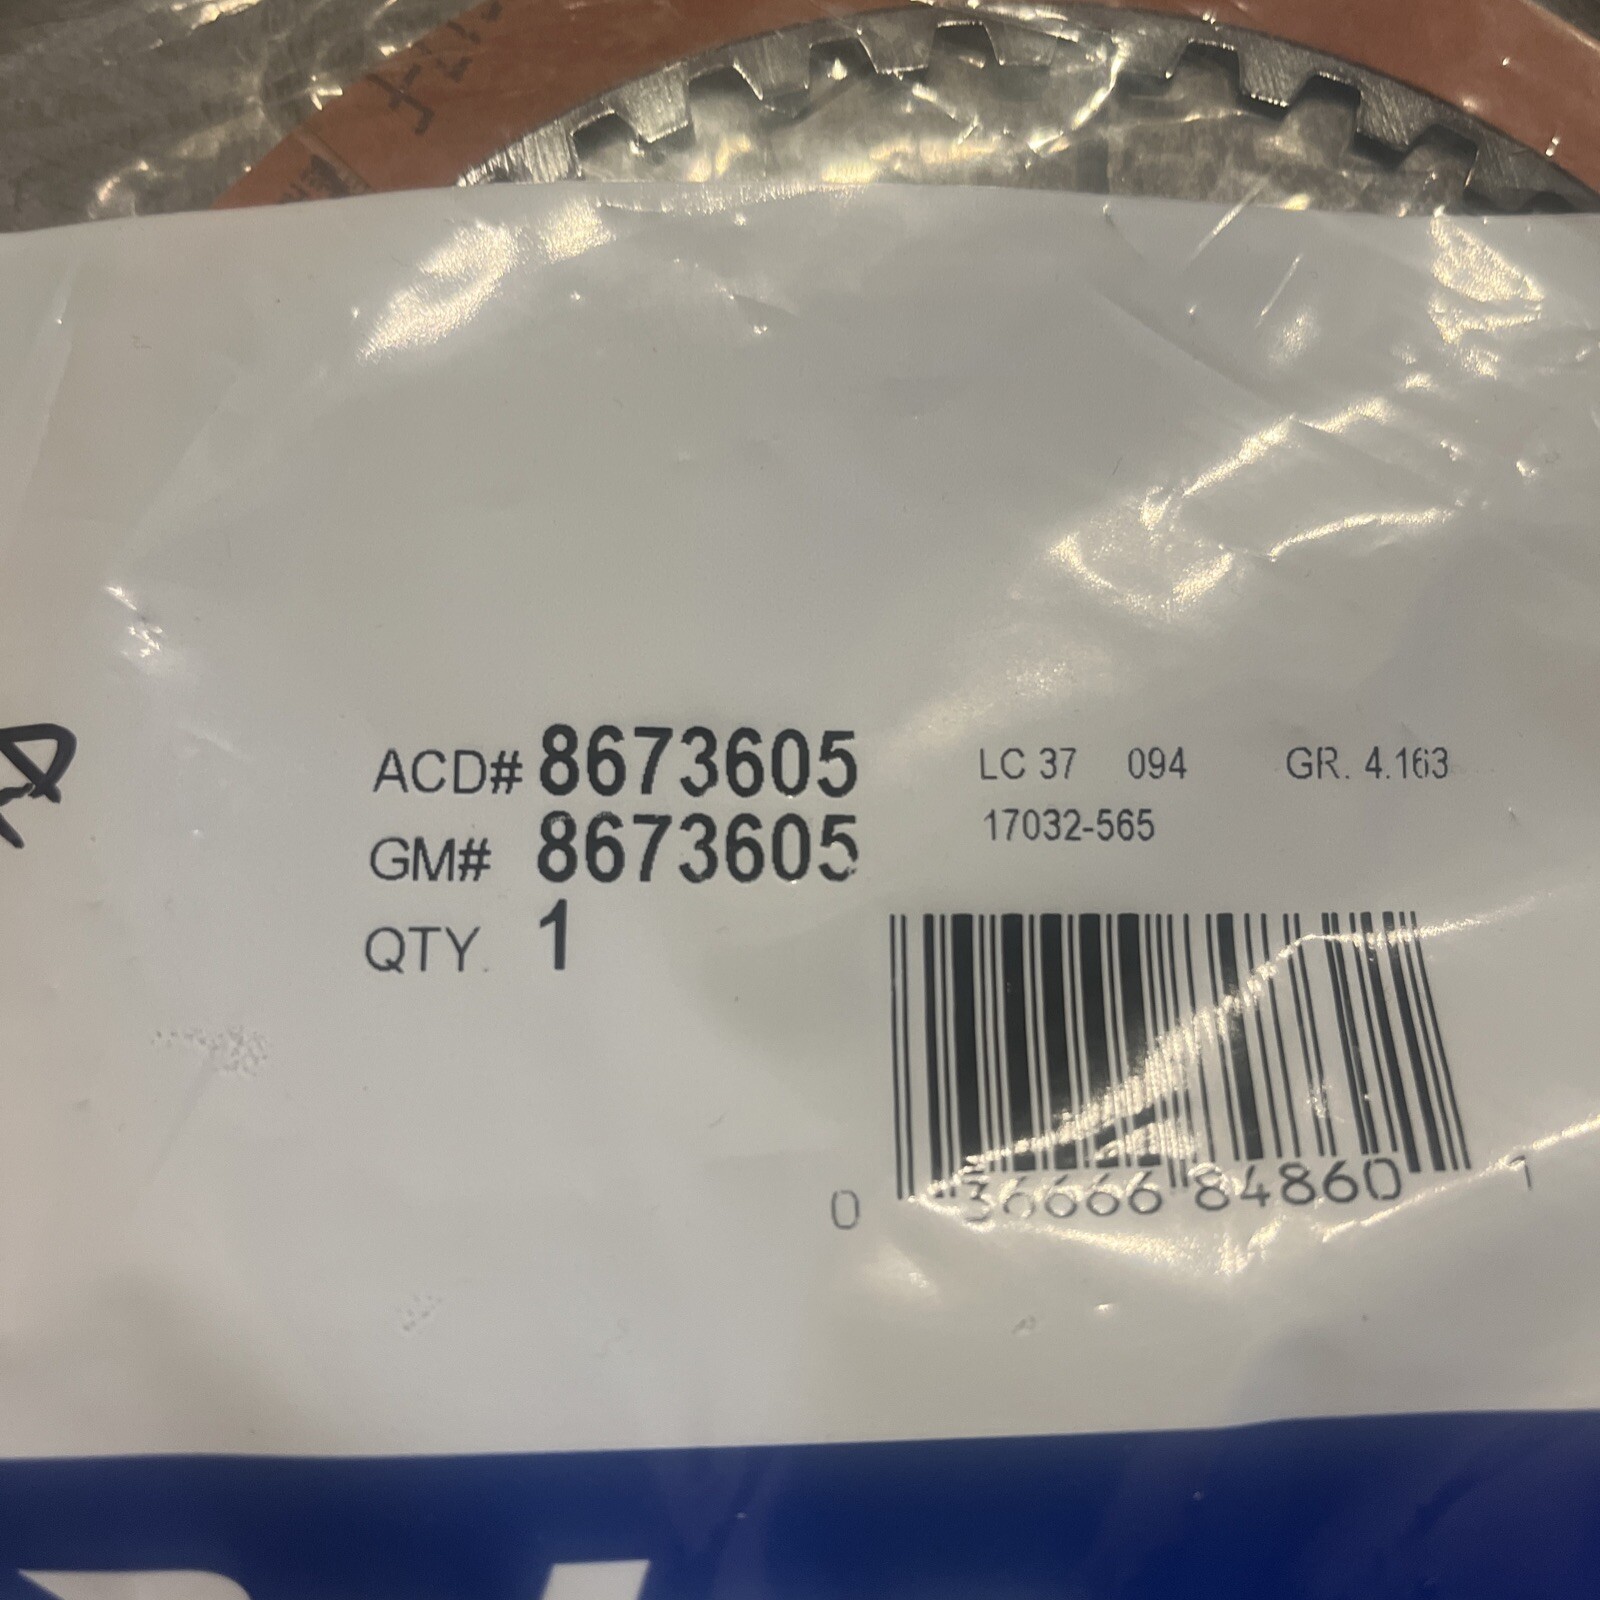 ACD# 8673605
GM# 8673605
QTY. 1
LC 37 094 GR. 4.163
17032-565
0 36666 84860 1